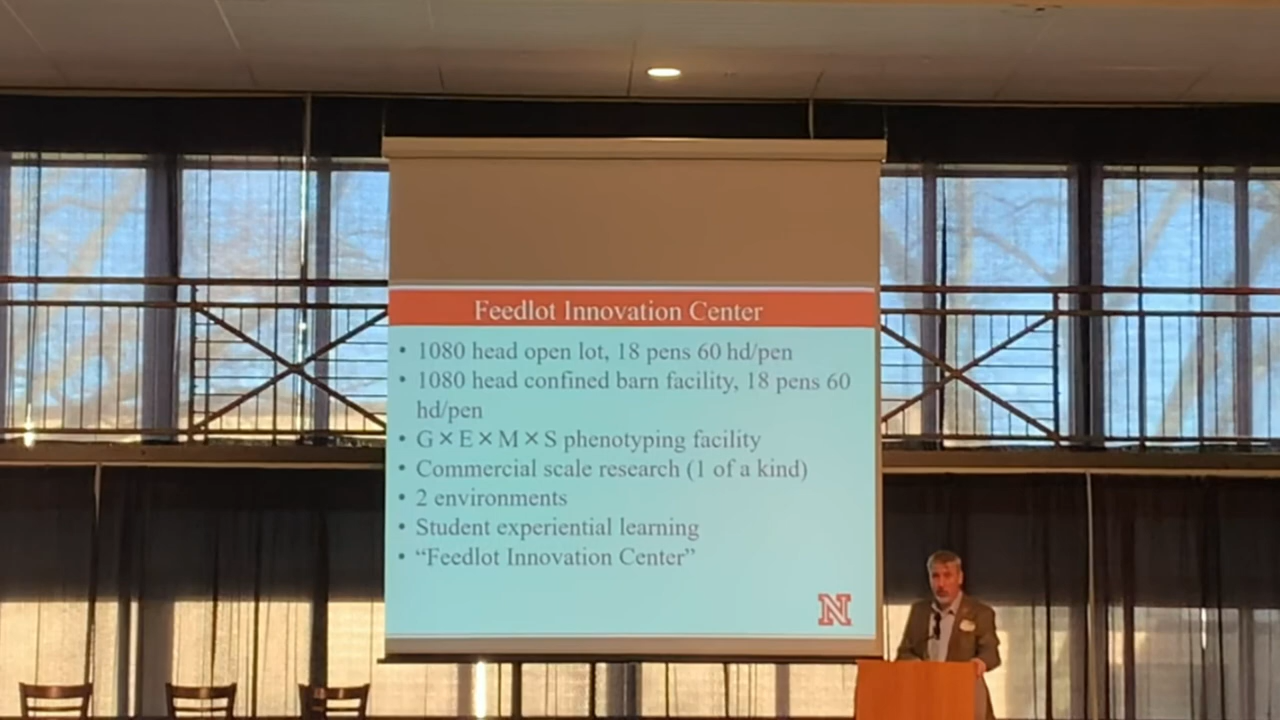 Feedlot Innovation Center
• 1080 head open lot, 18 pens 60 hd/pen
• 1080 head confined barn facility, 18 pens 60
hd/pen
• G×E×M×S phenotyping facility
• Commercial scale research (1 of a kind)
• 2 environments
• Student experiential learning
• “Feedlot Innovation Center”
N